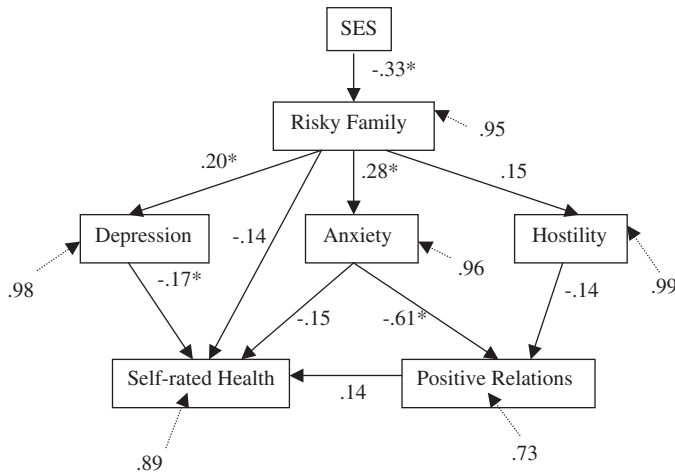 SES
-.33*
Risky Family
.95
.20*
.28*
.15
Depression
-.14
Anxiety
Hostility
.98
-.17*
.96
.99
-.15
-.61*
-.14
Self-rated Health
Positive Relations
.14
.89
.73